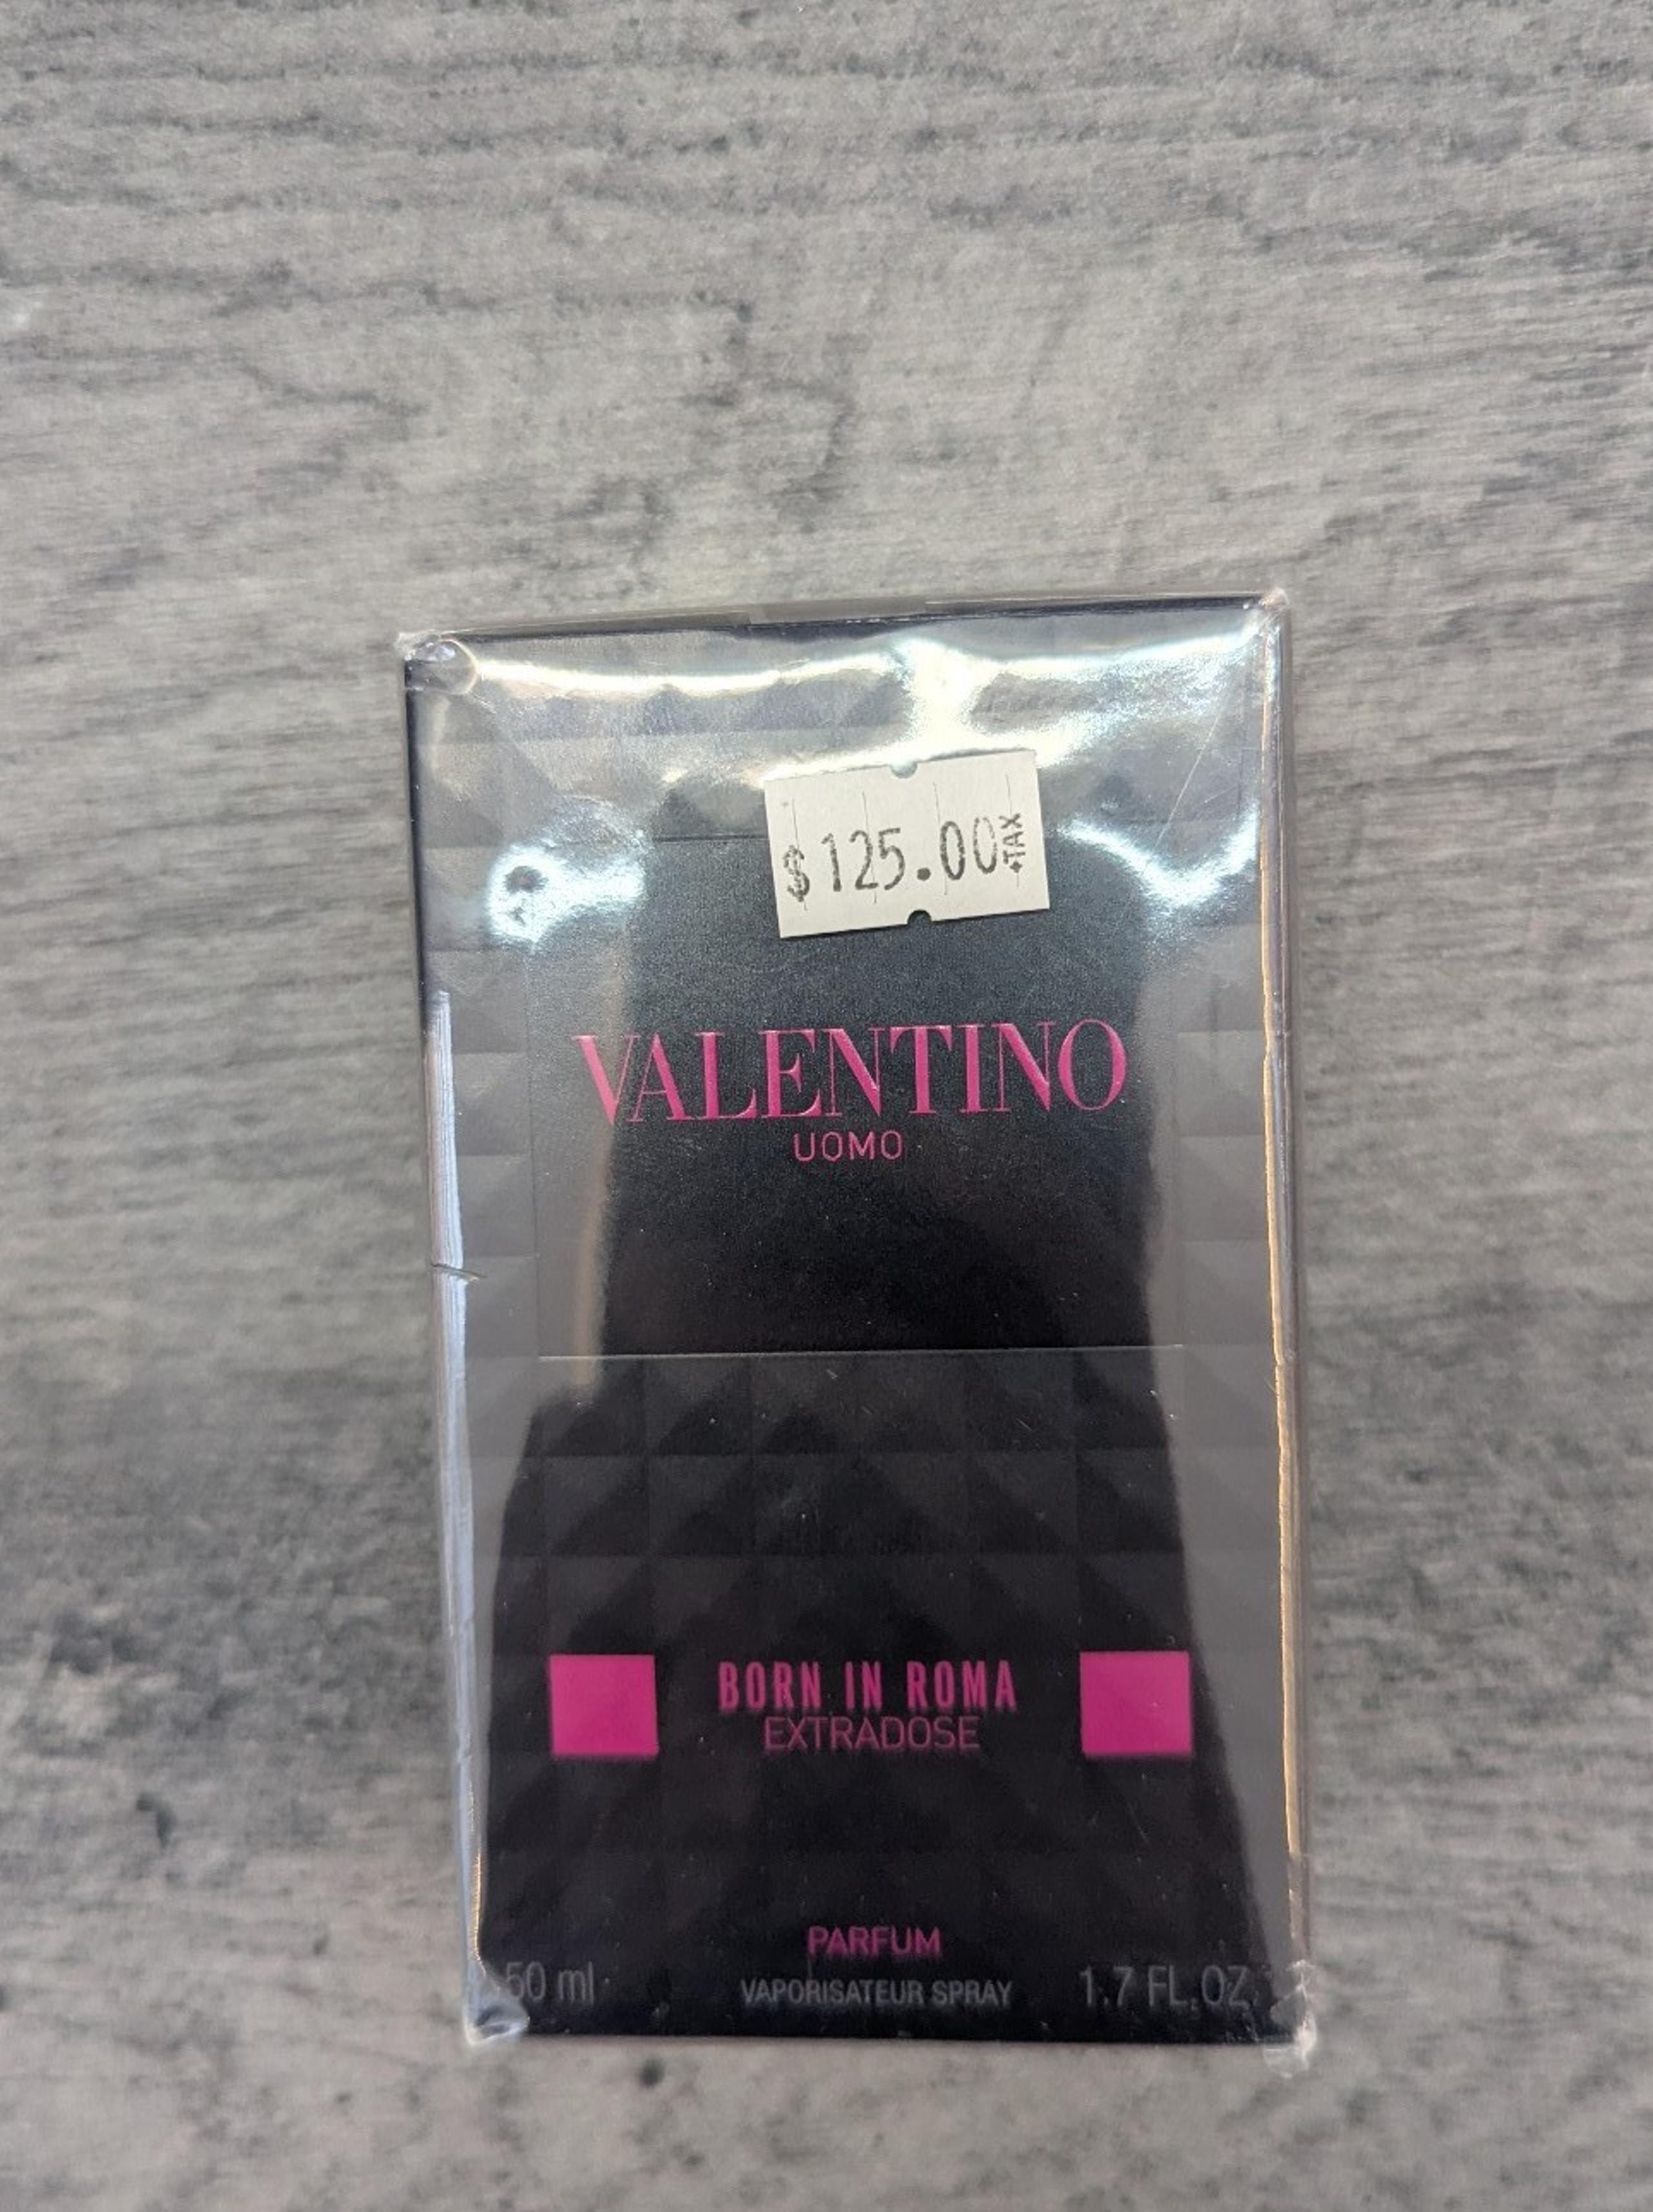 $125.00+TAX
VALENTINO
UOMO
BORN IN ROMA
EXTRADOSE
PARFUM
50 ml VAPORISATEUR SPRAY 1.7 FL.OZ.